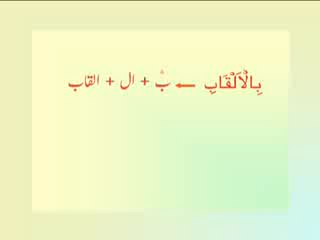 بِالْاَلْقَابِ ← بْ + ال + القاب